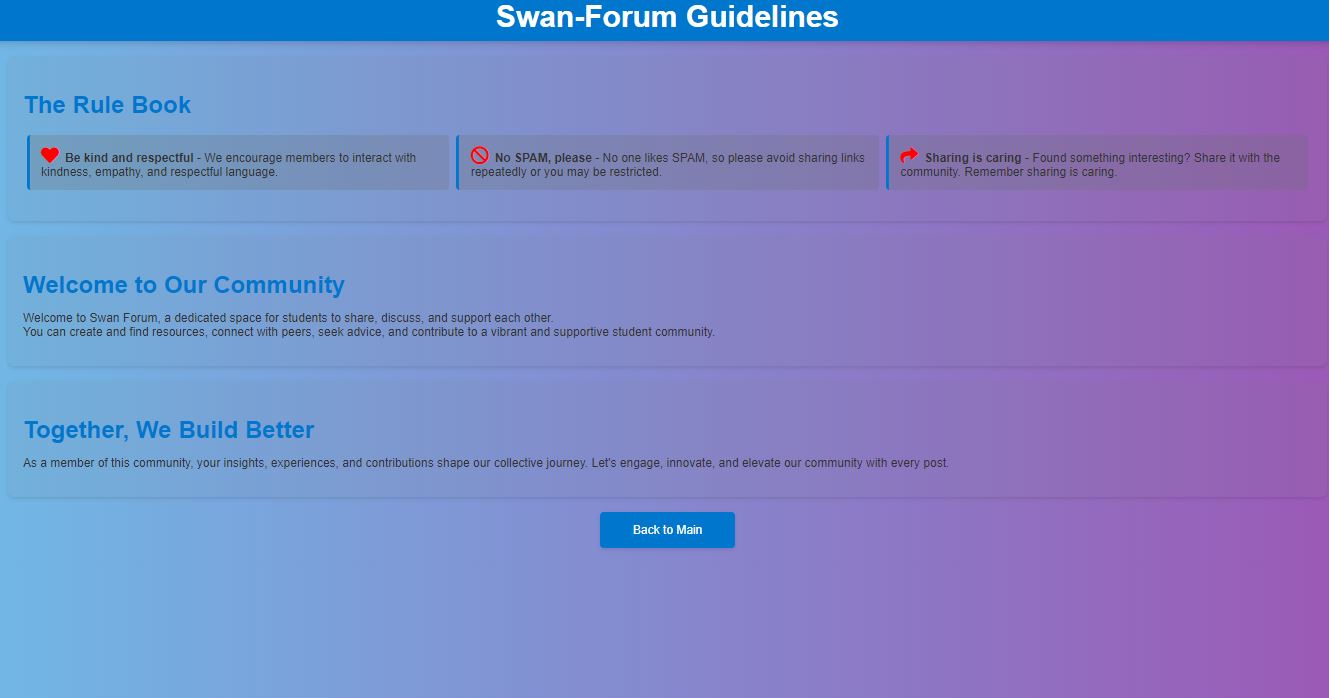 Swan-Forum Guidelines
The Rule Book
Be kind and respectful - We encourage members to interact with
kindness, empathy, and respectful language.
No SPAM, please - No one likes SPAM, so please avoid sharing links
repeatedly or you may be restricted.
Sharing is caring - Found something interesting? Share it with the
community. Remember sharing is caring.
Welcome to Our Community
Welcome to Swan Forum, a dedicated space for students to share, discuss, and support each other.
You can create and find resources, connect with peers, seek advice, and contribute to a vibrant and supportive student community.
Together, We Build Better
As a member of this community, your insights, experiences, and contributions shape our collective journey. Let's engage, innovate, and elevate our community with every post.
Back to Main